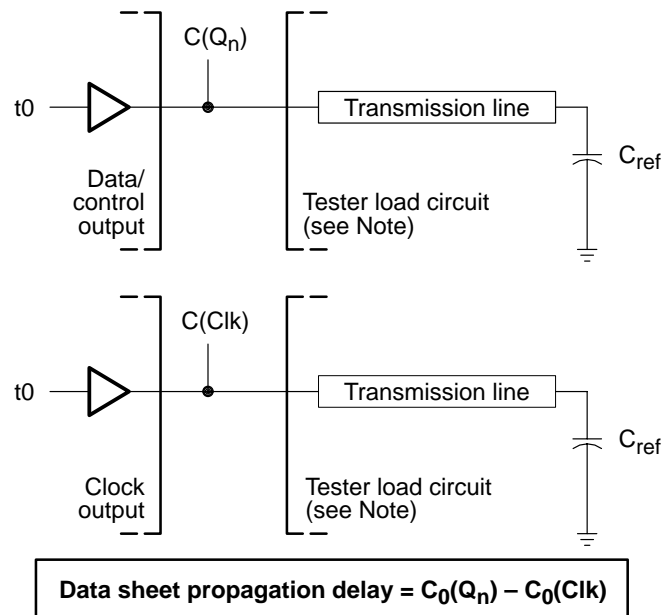 C(Qn)
t0
Transmission line
Cref
Data/
control
output
Tester load circuit
(see Note)
C(Clk)
t0
Transmission line
Cref
Clock
output
Tester load circuit
(see Note)
Data sheet propagation delay = C0(Qn) – C0(Clk)